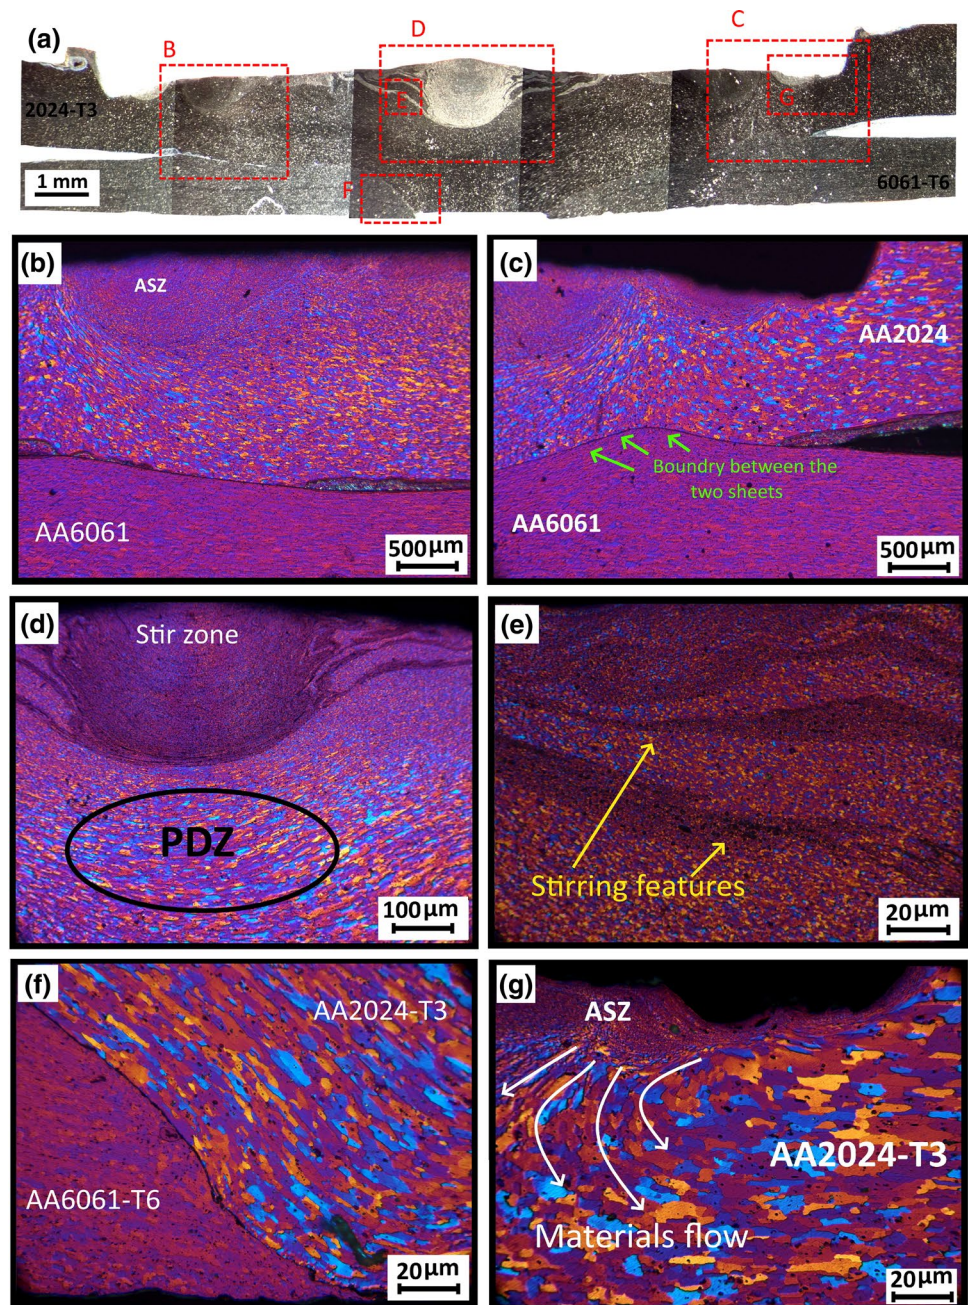 (a)
B
D
C
E
G
2024-T3
F
6061-T6
1 mm
(b)
ASZ
AA6061
500μm
(c)
AA2024
Boundry between the
two sheets
AA6061
500μm
(d)
Stir zone
PDZ
100μm
(e)
Stirring features
20μm
(f)
AA2024-T3
AA6061-T6
20μm
(g)
ASZ
AA2024-T3
Materials flow
20μm